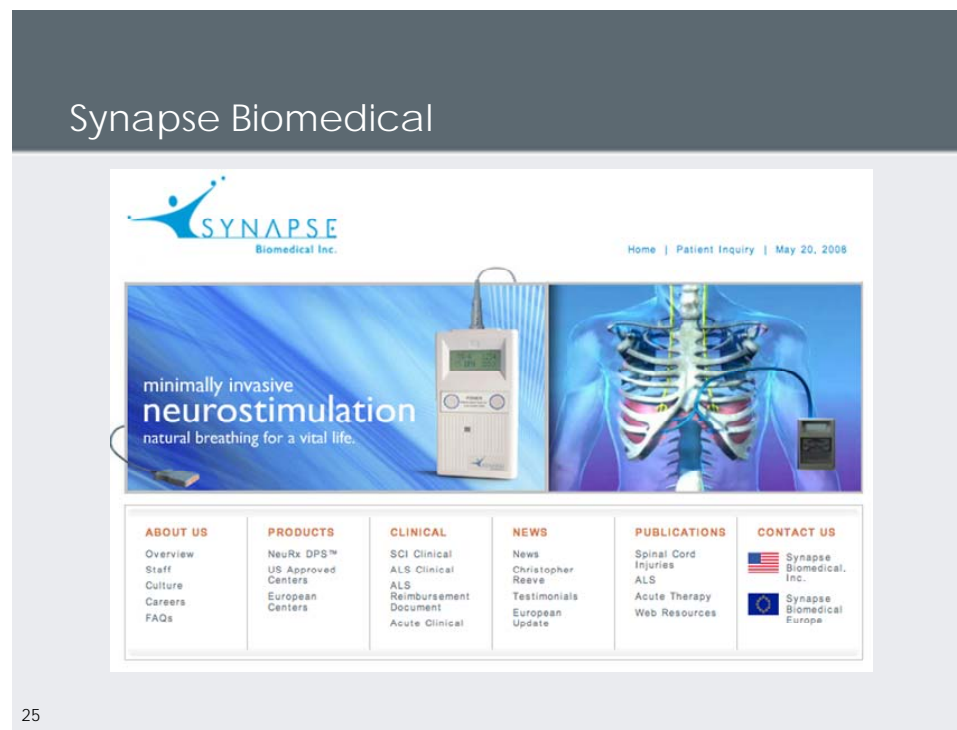 Synapse Biomedical
SYNAPSE
Biomedical Inc.
Home | Patient Inquiry | May 20, 2008
minimally invasive
neurostimulation
natural breathing for a vital life.
ABOUT US
Overview
Staff
Culture
Careers
FAQs
PRODUCTS
NeuRx DPS™
US Approved
Centers
European
Centers
CLINICAL
SCI Clinical
ALS Clinical
ALS
Reimbursement
Document
Acute Clinical
NEWS
News
Christopher
Reeve
Testimonials
European
Update
PUBLICATIONS
Spinal Cord
Injuries
ALS
Acute Therapy
Web Resources
CONTACT US
Synapse
Biomedical,
Inc.
Synapse
Biomedical
Europe
25